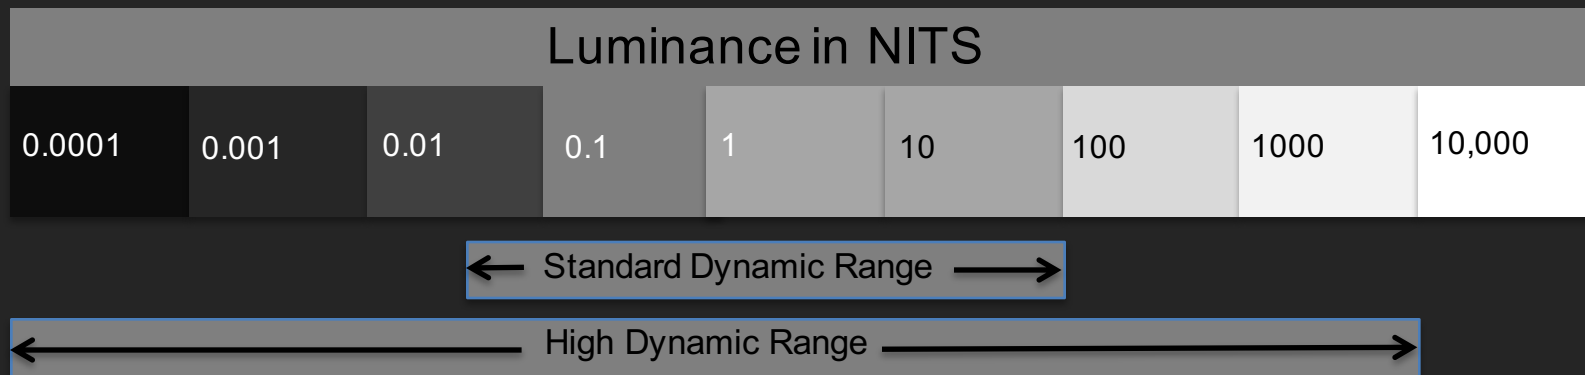 Luminance in NITS
0.0001 0.001 0.01 0.1 1 10 100 1000 10,000
Standard Dynamic Range
High Dynamic Range